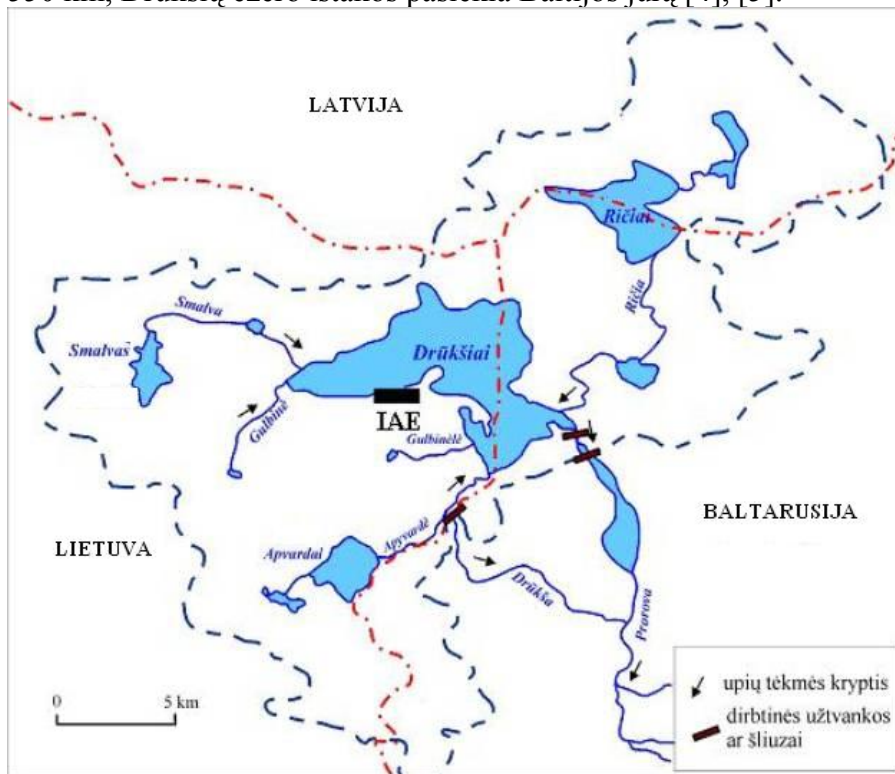 LATVIJA
Ričiai
Ričia
Smalva
Smalvas
Drūkšiai
IAE
Gulbinė
Gulbinėlė
BALTARUSIJA
LIETUVA
Apyvardė
Apvardai
Drūkša
Prorova
0 5 km
upių tėkmės kryptis
dirbtinės užtvankos
ar šliuzai